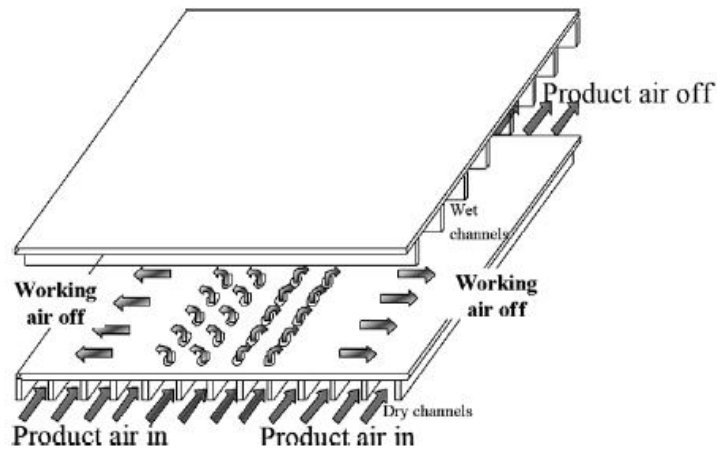 Product air off
Wet
channels
Working
air off
Working
air off
Dry channels
Product air in
Product air in